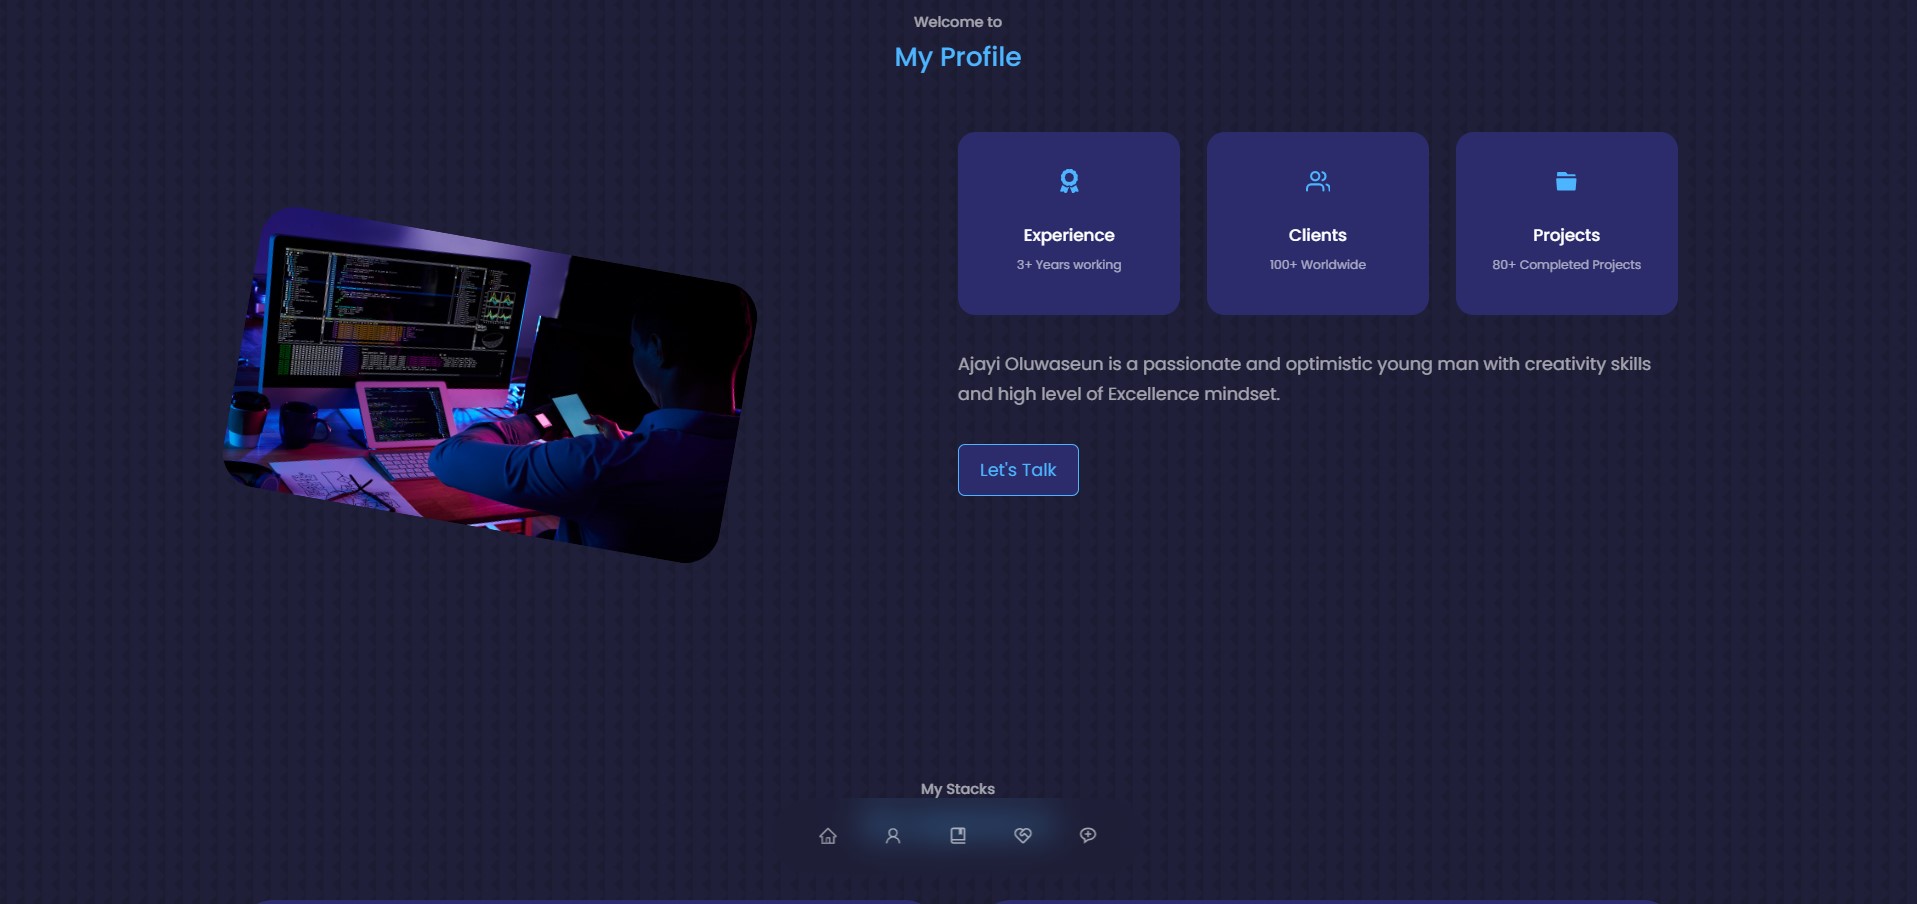 Welcome to
My Profile
Experience
3+ Years working
Clients
100+ Worldwide
Projects
80+ Completed Projects
Ajayi Oluwaseun is a passionate and optimistic young man with creativity skills
and high level of Excellence mindset.
Let's Talk
My Stacks